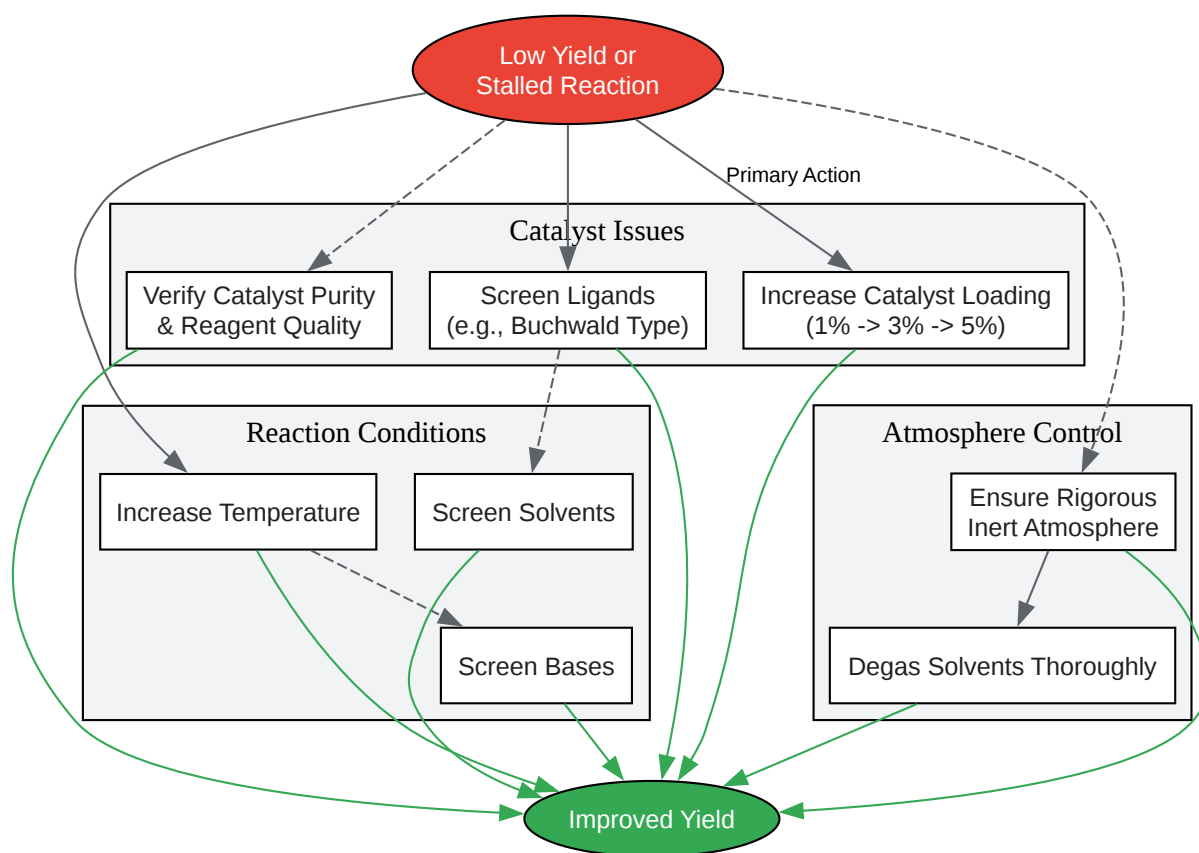 Low Yield or
Stalled Reaction
Primary Action
Catalyst Issues
Verify Catalyst Purity
& Reagent Quality
Screen Ligands
(e.g., Buchwald Type)
Increase Catalyst Loading
(1% -> 3% -> 5%)
Reaction Conditions
Increase Temperature
Screen Solvents
Screen Bases
Atmosphere Control
Ensure Rigorous
Inert Atmosphere
Degas Solvents Thoroughly
Improved Yield